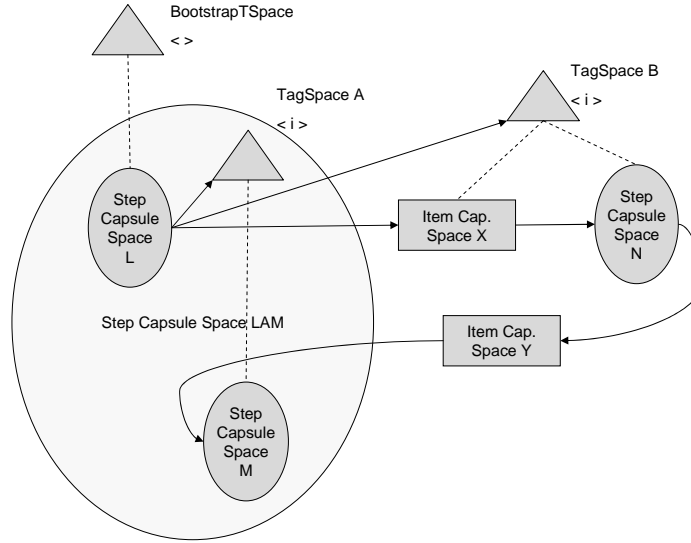 BootstrapTSpace
< >
TagSpace A
< i >
TagSpace B
< i >
Step
Capsule
Space
L
Item Cap.
Space X
Step
Capsule
Space
N
Step Capsule Space LAM
Item Cap.
Space Y
Step
Capsule
Space
M